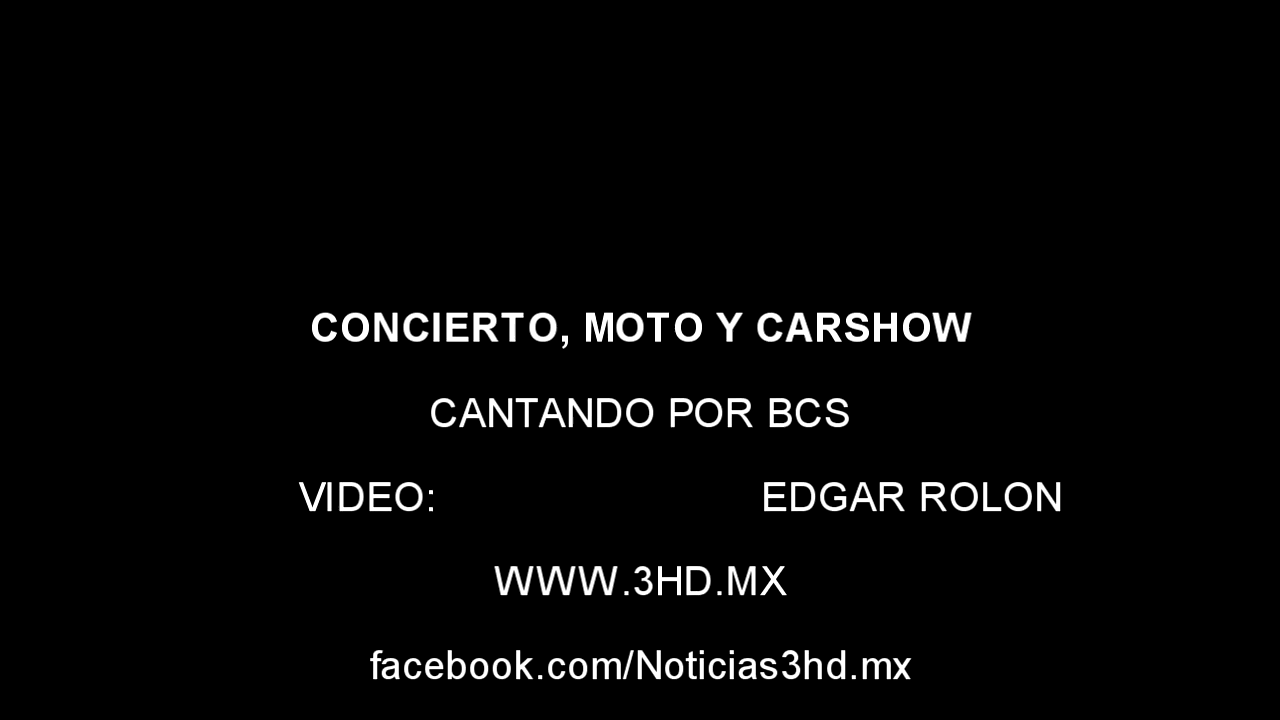 CONCIERTO, MOTO Y CARSHOW
CANTANDO POR BCS
VIDEO: EDGAR ROLON
WWW.3HD.MX
facebook.com/Noticias3hd.mx